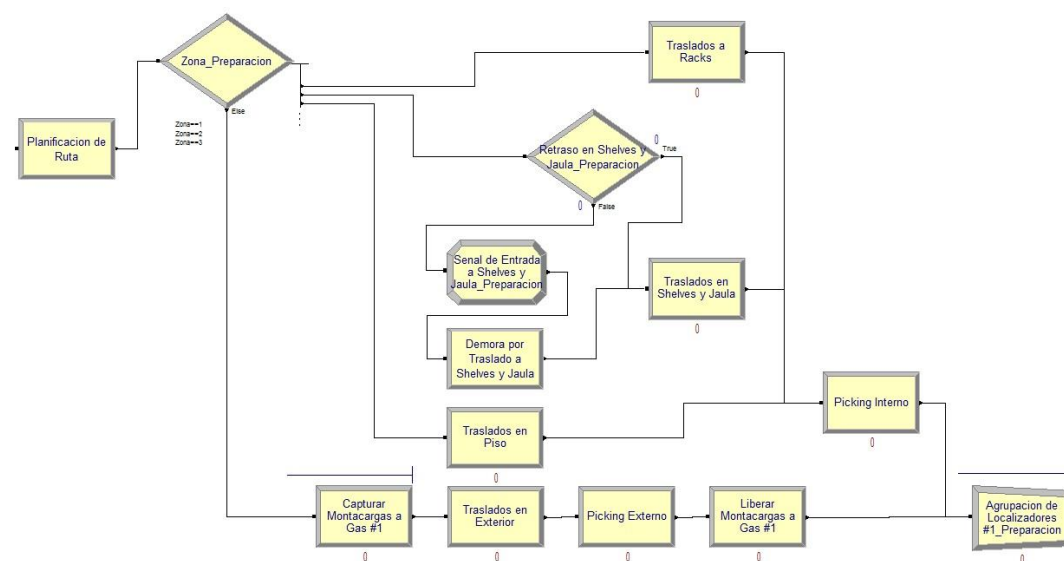 Traslados a
Racks
0
Zona_Preparacion
Else
Zona==1
Zona==2
Zona==3
Planificacion de
Ruta
Retraso en Shelves y
Jaula_Preparacion
0
True
0
False
Senal de Entrada
a Shelves y
Jaula_Preparacion
Traslados en
Shelves y Jaula
0
Demora por
Traslado a
Shelves y Jaula
Picking Interno
0
Traslados en
Piso
0
Capturar
Montacargas a
Gas #1
0
Traslados en
Exterior
0
Picking Externo
0
Liberar
Montacargas a
Gas #1
0
Agrupacion de
Localizadores
#1_Preparacion
0